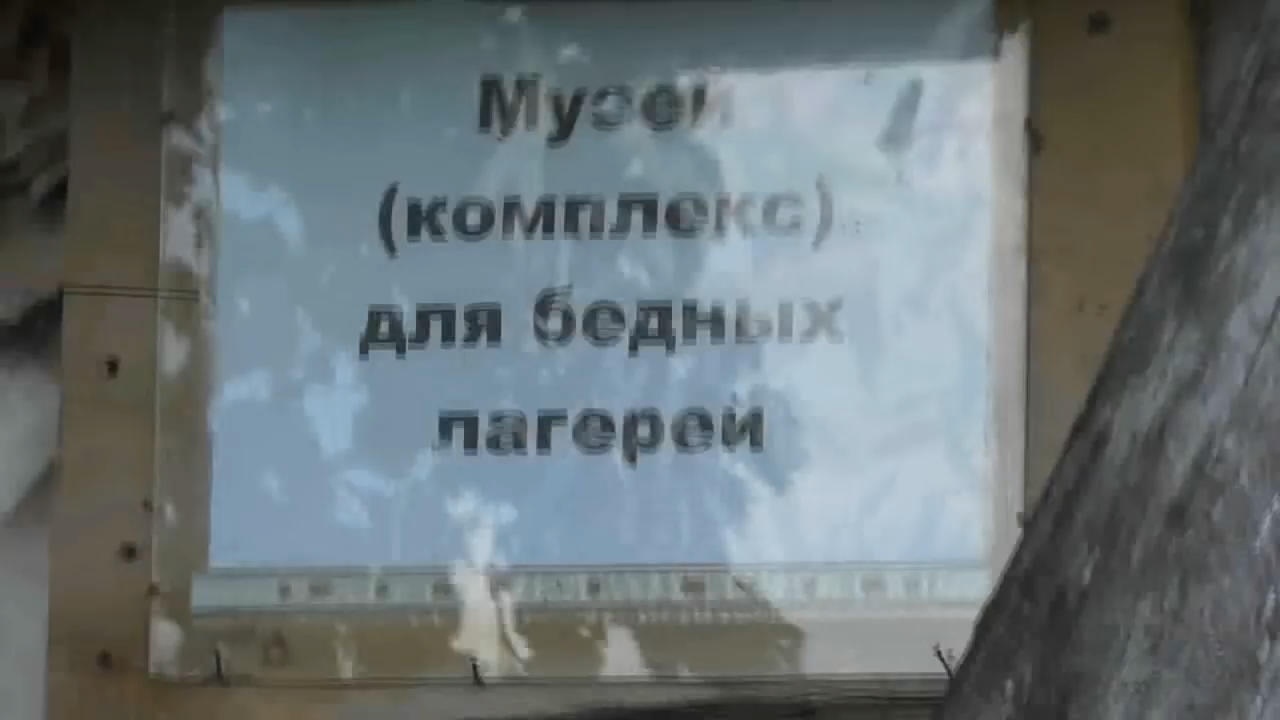 Музей
(комплекс)
для бедных
лагерей